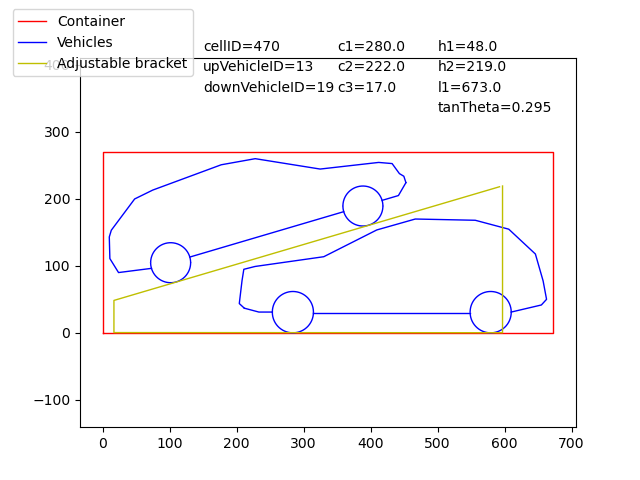 Container
Vehicles
Adjustable bracket
cellID=470 c1=280.0 h1=48.0
upVehicleID=13 c2=222.0 h2=219.0
downVehicleID=19 c3=17.0 l1=673.0
tanTheta=0.295
400
300
200
100
0
−100
0 100 200 300 400 500 600 700